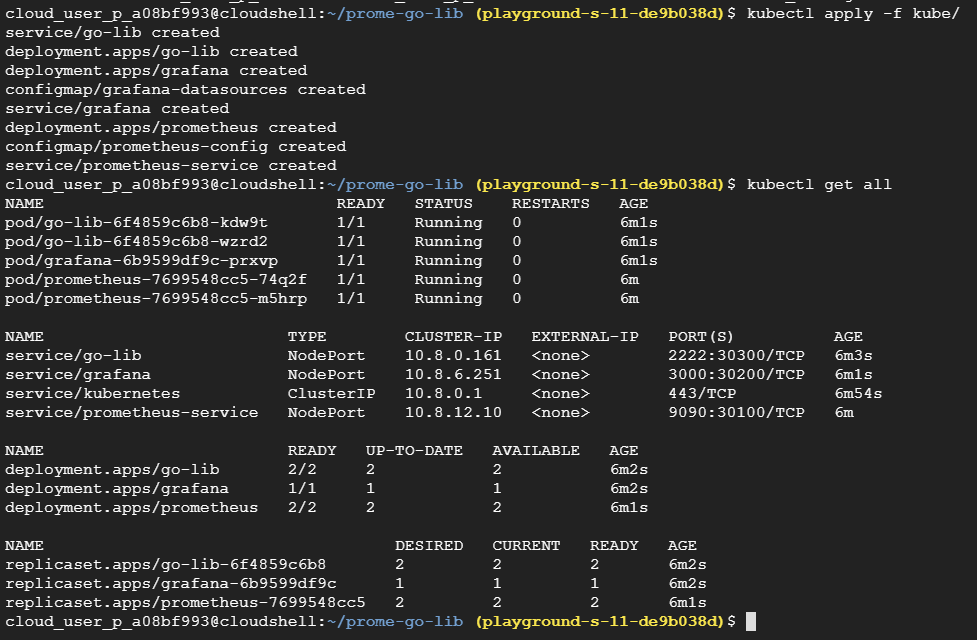 cloud_user_p_a08bf993@cloudshell:~/prome-go-lib (playground-s-11-de9b038d)$ kubectl apply -f kube/
service/go-lib created
deployment.apps/go-lib created
deployment.apps/grafana created
configmap/grafana-datasources created
service/grafana created
deployment.apps/prometheus created
configmap/prometheus-config created
service/prometheus-service created
cloud_user_p_a08bf993@cloudshell:~/prome-go-lib (playground-s-11-de9b038d)$ kubectl get all
NAME READY STATUS RESTARTS AGE
pod/go-lib-6f4859c6b8-kdw9t 1/1 Running 0 6m1s
pod/go-lib-6f4859c6b8-wzrd2 1/1 Running 0 6m1s
pod/grafana-6b9599df9c-prxvp 1/1 Running 0 6m1s
pod/prometheus-7699548cc5-74q2f 1/1 Running 0 6m
pod/prometheus-7699548cc5-m5hrp 1/1 Running 0 6m
NAME TYPE CLUSTER-IP EXTERNAL-IP PORT(S) AGE
service/go-lib NodePort 10.8.0.161 <none> 2222:30300/TCP 6m3s
service/grafana NodePort 10.8.6.251 <none> 3000:30200/TCP 6m1s
service/kubernetes ClusterIP 10.8.0.1 <none> 443/TCP 6m54s
service/prometheus-service NodePort 10.8.12.10 <none> 9090:30100/TCP 6m
NAME READY UP-TO-DATE AVAILABLE AGE
deployment.apps/go-lib 2/2 2 2 6m2s
deployment.apps/grafana 1/1 1 1 6m2s
deployment.apps/prometheus 2/2 2 2 6m1s
NAME DESIRED CURRENT READY AGE
replicaset.apps/go-lib-6f4859c6b8 2 2 2 6m2s
replicaset.apps/grafana-6b9599df9c 1 1 1 6m2s
replicaset.apps/prometheus-7699548cc5 2 2 2 6m1s
cloud_user_p_a08bf993@cloudshell:~/prome-go-lib (playground-s-11-de9b038d)$